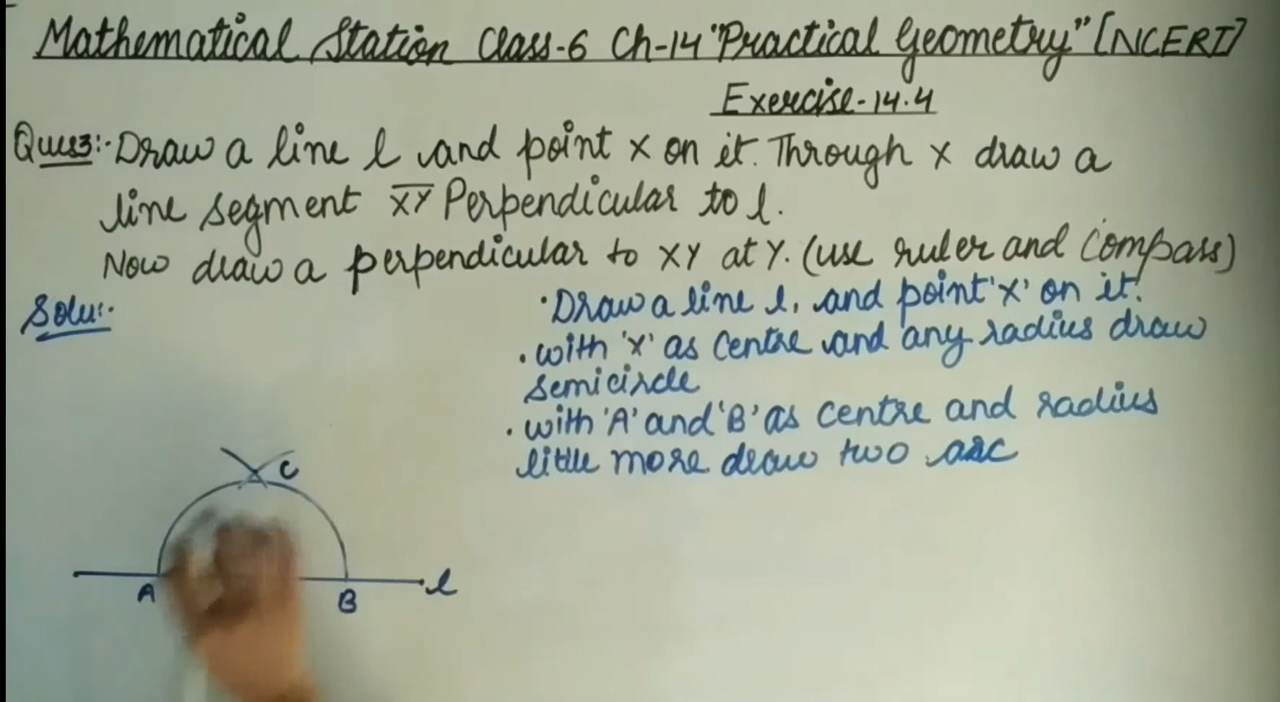 Mathematical Station Class-6 Ch-14 "Practical Geometry" [NCERT]
Exercise-14.4
Ques3:- Draw a line l and point x on it. Through x draw a
line segment XY Perpendicular to l.
Now draw a perpendicular to XY at Y. (use ruler and compass)
Solu:-
• Draw a line l, and point 'x' on it.
• with 'x' as centre and any radius draw
semicircle
• with 'A' and 'B' as centre and radius
little more draw two arc
C
A
B
l